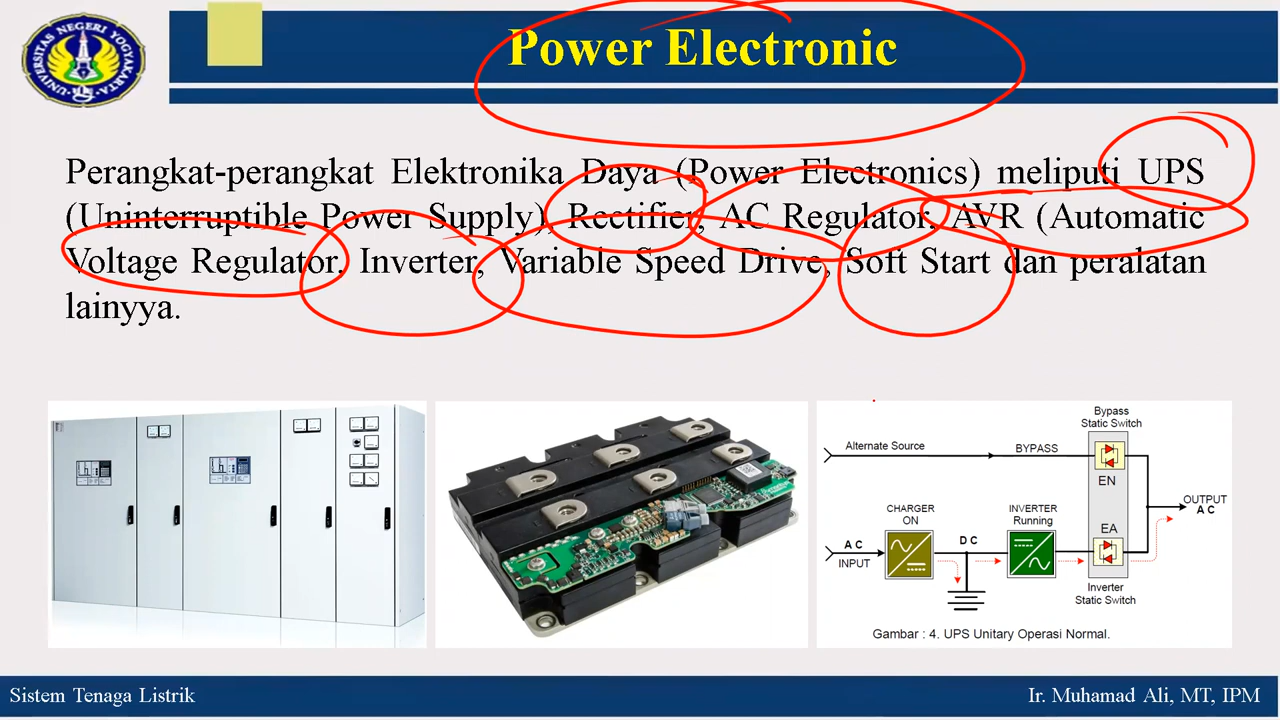 UNIVERSITAS NEGERI YOGYAKARTA
Power Electronic
Perangkat-perangkat Elektronika Daya (Power Electronics) meliputi UPS
(Uninterruptible Power Supply), Rectifier, AC Regulator, AVR (Automatic
Voltage Regulator. Inverter, Variable Speed Drive, Soft Start dan peralatan
lainyya.
Bypass
Static Switch
Alternate Source
BYPASS
EN
CHARGER
ON
INVERTER
Running
OUTPUT
A C
A C
INPUT
D C
EA
Inverter
Static Switch
Gambar : 4. UPS Unitary Operasi Normal.
Sistem Tenaga Listrik
Ir. Muhamad Ali, MT, IPM